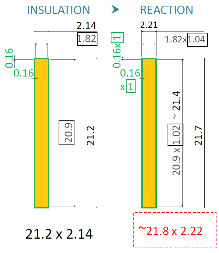 INSULATION > REACTION
2.14
1.82
0.16
0.16
20.9
21.2
21.2 x 2.14
2.21
1.82x1.04
0.16x1
0.16
x 1
20.9 x 1.02 ~ 21.4
21.7
~21.8 x 2.22